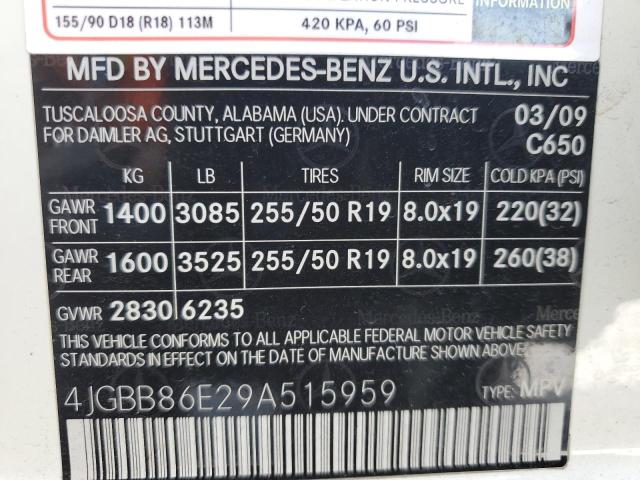 155/90 D18 (R18) 113M
420 KPA, 60 PSI
INFORMATION
MFD BY MERCEDES-BENZ U.S. INTL., INC
TUSCALOOSA COUNTY, ALABAMA (USA). UNDER CONTRACT 03/09
FOR DAIMLER AG, STUTTGART (GERMANY) C650
KG LB TIRES RIM SIZE COLD KPA (PSI)
GAWR FRONT 1400 3085 255/50 R19 8.0x19 220(32)
GAWR REAR 1600 3525 255/50 R19 8.0x19 260(38)
GVWR 2830 6235
THIS VEHICLE CONFORMS TO ALL APPLICABLE FEDERAL MOTOR VEHICLE SAFETY
STANDARDS IN EFFECT ON THE DATE OF MANUFACTURE SHOWN ABOVE.
4JGBB86E29A515959 TYPE: MPV